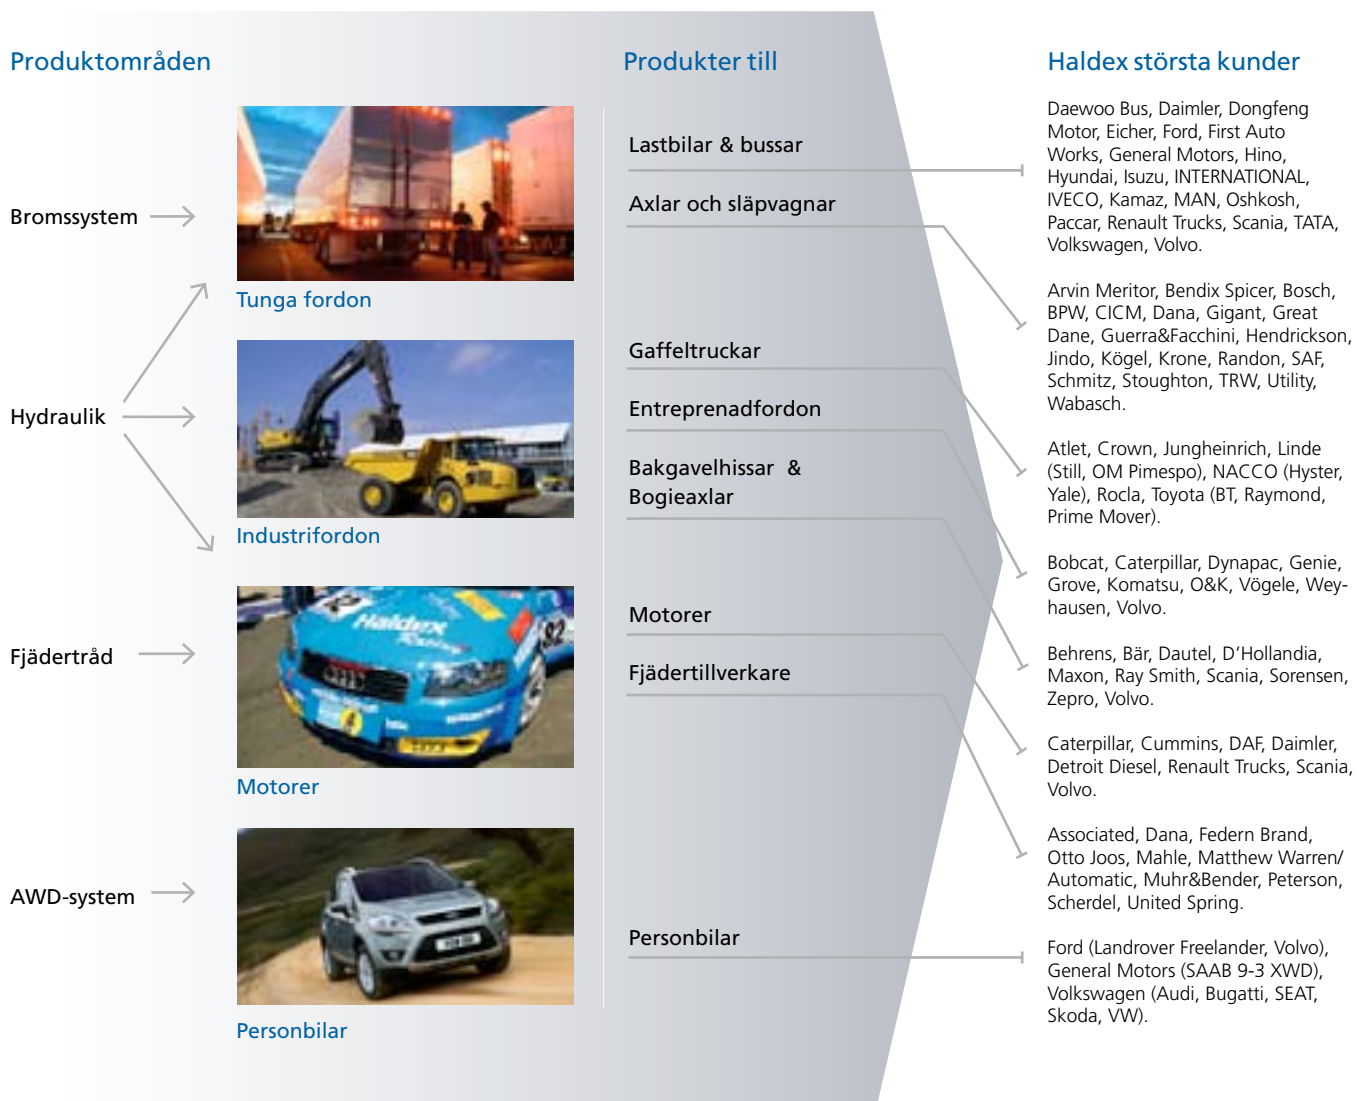 Produktområden
Bromssystem
Hydraulik
Fjädertråd
AWD-system
Tunga fordon
Industrifordon
Haldex
Racing
Motorer
Personbilar
Produkter till
Lastbilar & bussar
Axlar och släpvagnar
Gaffeltruckar
Entreprenadfordon
Bakgavelhissar &
Bogieaxlar
Motorer
Fjädertillverkare
Personbilar
Haldex största kunder
Daewoo Bus, Daimler, Dongfeng
Motor, Eicher, Ford, First Auto
Works, General Motors, Hino,
Hyundai, Isuzu, INTERNATIONAL,
IVECO, Kamaz, MAN, Oshkosh,
Paccar, Renault Trucks, Scania, TATA,
Volkswagen, Volvo.
Arvin Meritor, Bendix Spicer, Bosch,
BPW, CICM, Dana, Gigant, Great
Dane, Guerra&Facchini, Hendrickson,
Jindo, Kögel, Krone, Randon, SAF,
Schmitz, Stoughton, TRW, Utility,
Wabasch.
Atlet, Crown, Jungheinrich, Linde
(Still, OM Pimespo), NACCO (Hyster,
Yale), Rocla, Toyota (BT, Raymond,
Prime Mover).
Bobcat, Caterpillar, Dynapac, Genie,
Grove, Komatsu, O&K, Vögele, Wey-
hausen, Volvo.
Behrens, Bär, Dautel, D’Hollandia,
Maxon, Ray Smith, Scania, Sorensen,
Zepro, Volvo.
Caterpillar, Cummins, DAF, Daimler,
Detroit Diesel, Renault Trucks, Scania,
Volvo.
Associated, Dana, Federn Brand,
Otto Joos, Mahle, Matthew Warren/
Automatic, Muhr&Bender, Peterson,
Scherdel, United Spring.
Ford (Landrover Freelander, Volvo),
General Motors (SAAB 9-3 XWD),
Volkswagen (Audi, Bugatti, SEAT,
Skoda, VW).